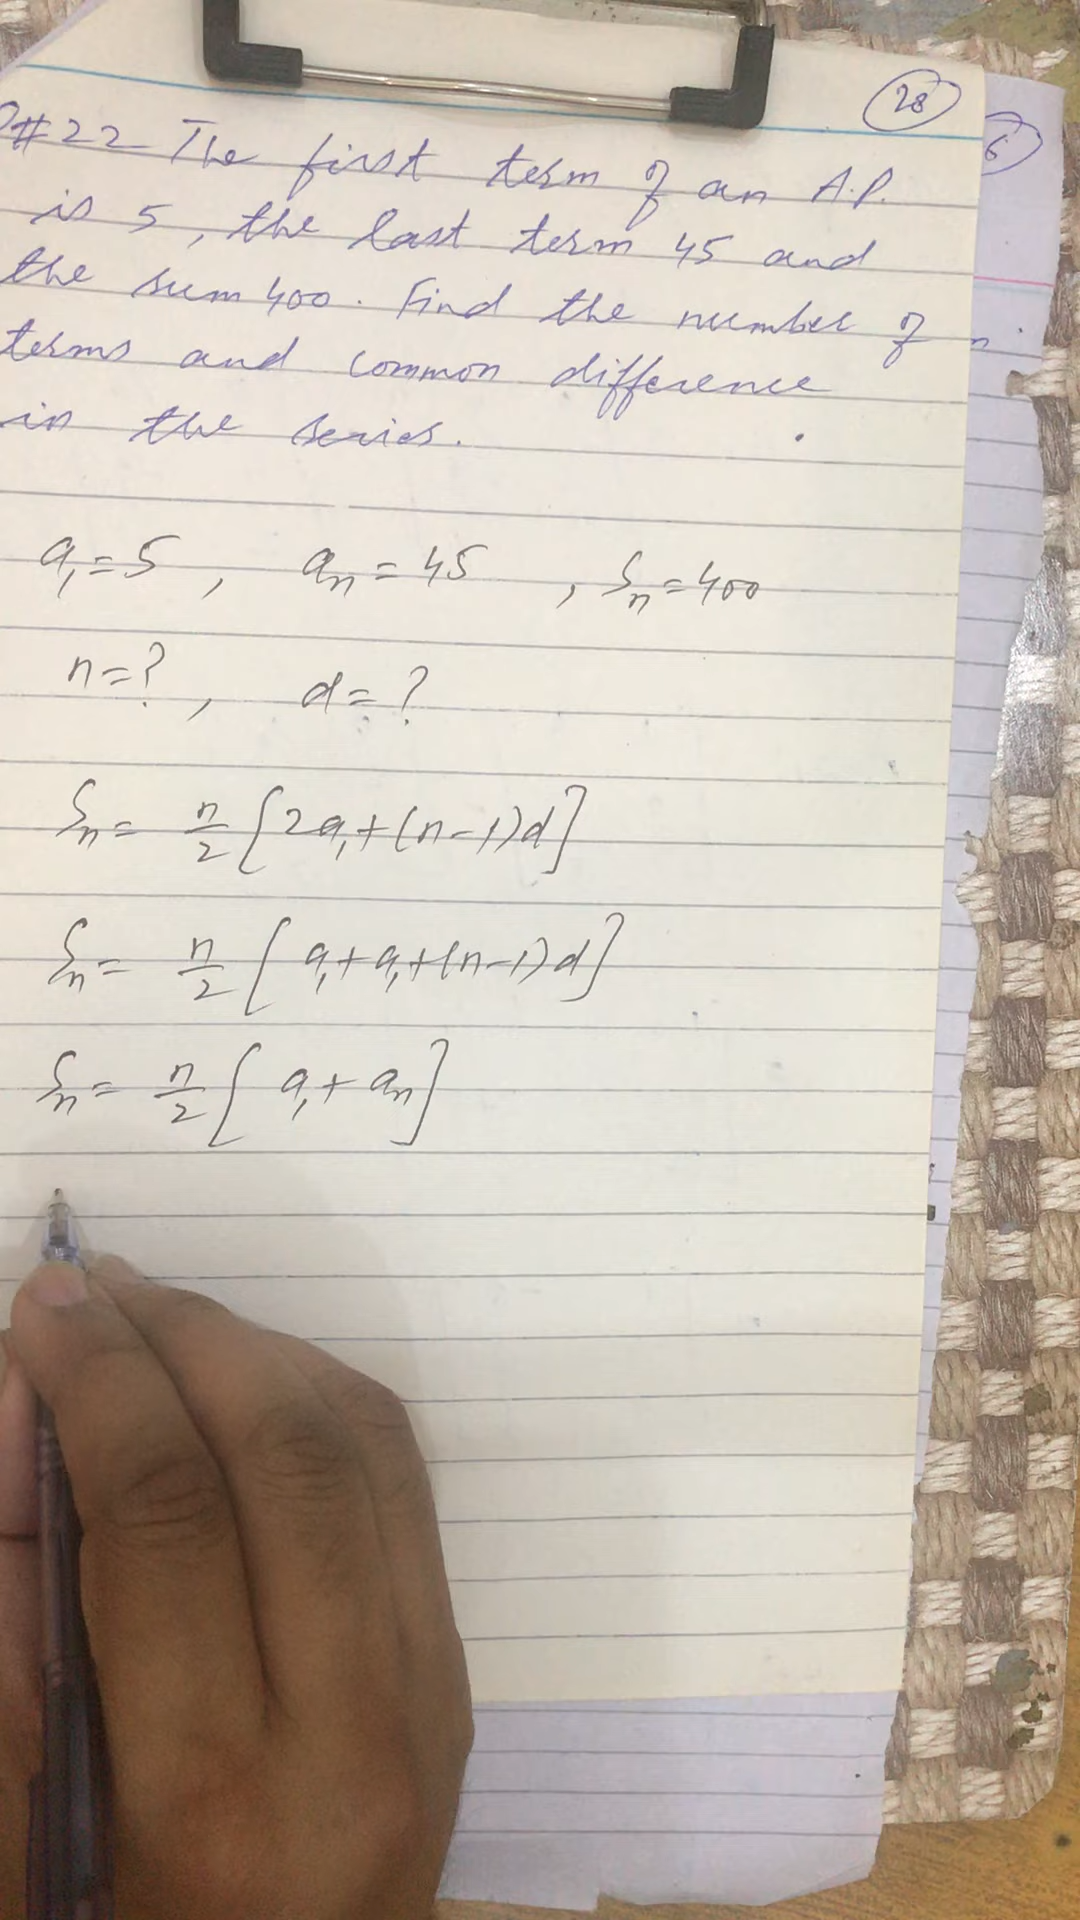 28
6
#22 The first term of an A.P.
is 5, the last term 45 and
the sum 400. Find the number of
n
terms and common difference
in the series.
a₁=5 , aₙ=45 , Sₙ=400
n=? , d=?
Sₙ= n/2 [2a₁+(n-1)d]
Sₙ= n/2 [a₁+a₁+(n-1)d]
Sₙ= n/2 [a₁+aₙ]